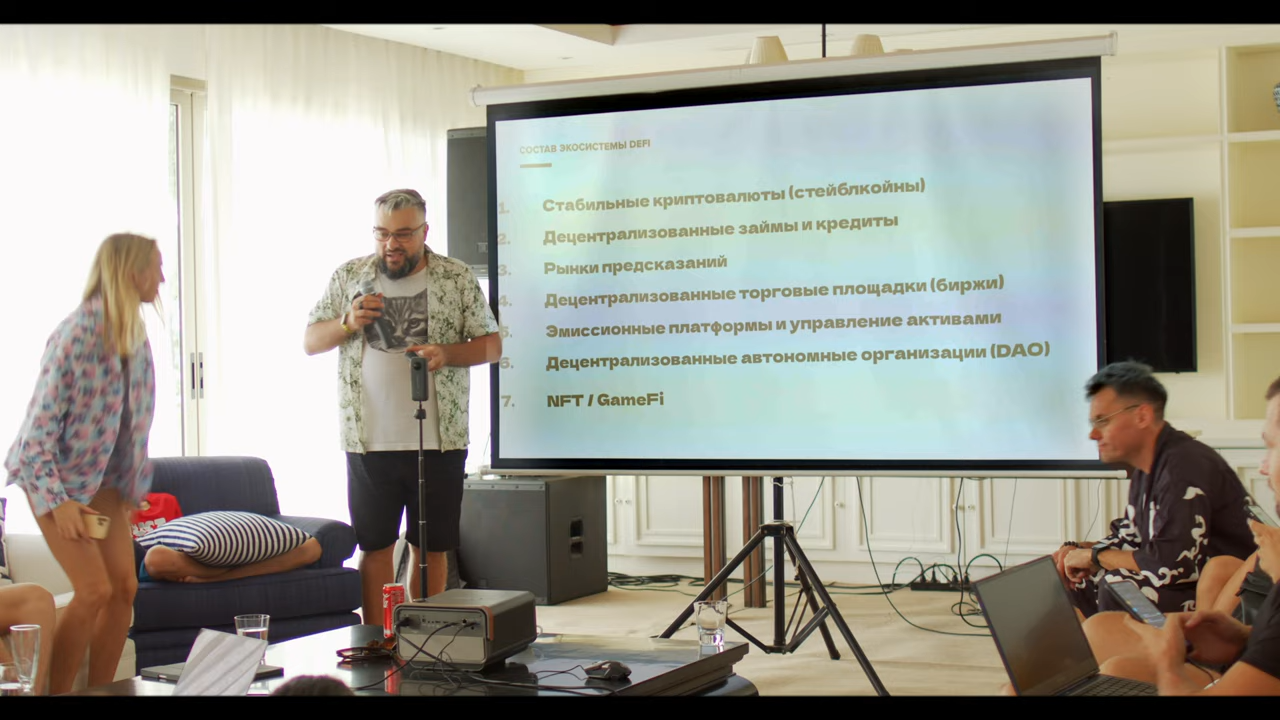 СОСТАВ ЭКОСИСТЕМЫ DEFI
1. Стабильные криптовалюты (стейблкойны)
2. Децентрализованные займы и кредиты
3. Рынки предсказаний
4. Децентрализованные торговые площадки (биржи)
5. Эмиссионные платформы и управление активами
6. Децентрализованные автономные организации (DAO)
7. NFT / GameFi